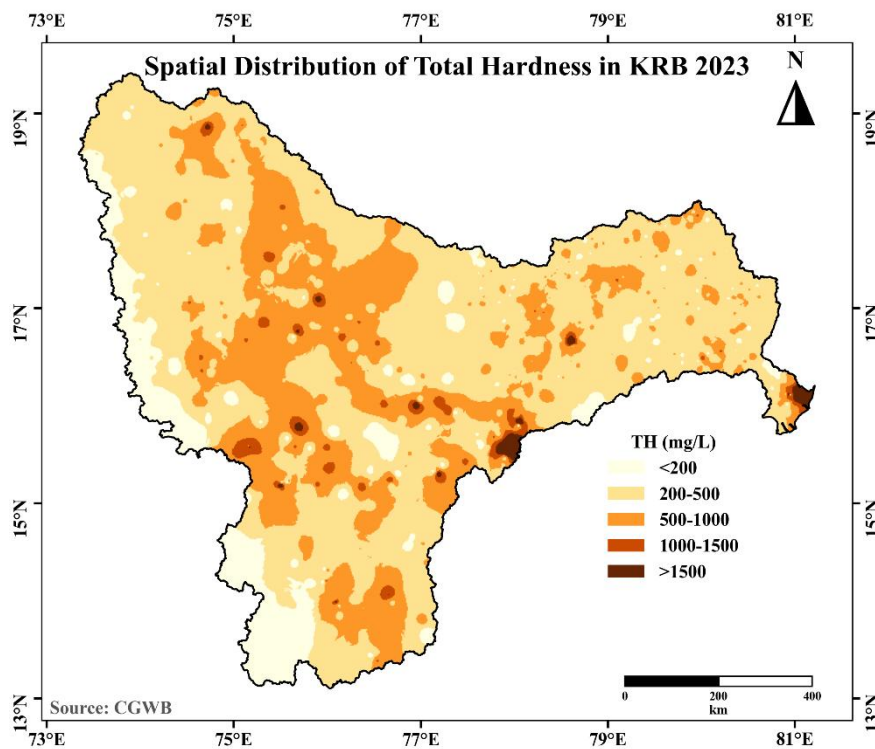 73°E 75°E 77°E 79°E 81°E
Spatial Distribution of Total Hardness in KRB 2023
N
19°N 19°N
17°N 17°N
TH (mg/L)
<200
200-500
15°N 15°N
500-1000
1000-1500
>1500
0 200 400
km
13°N 13°N
Source: CGWB
73°E 75°E 77°E 79°E 81°E